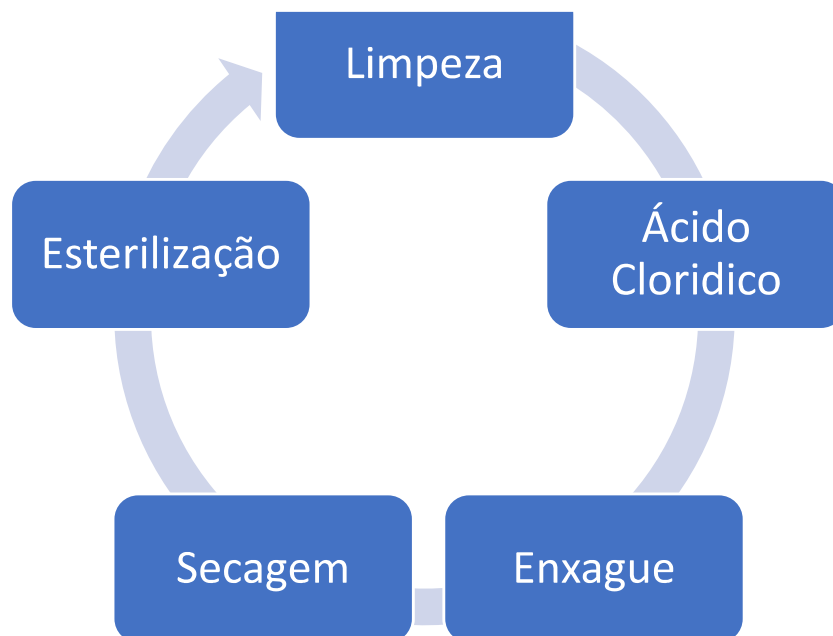 Limpeza
Ácido
Cloridico
Enxague
Secagem
Esterilização